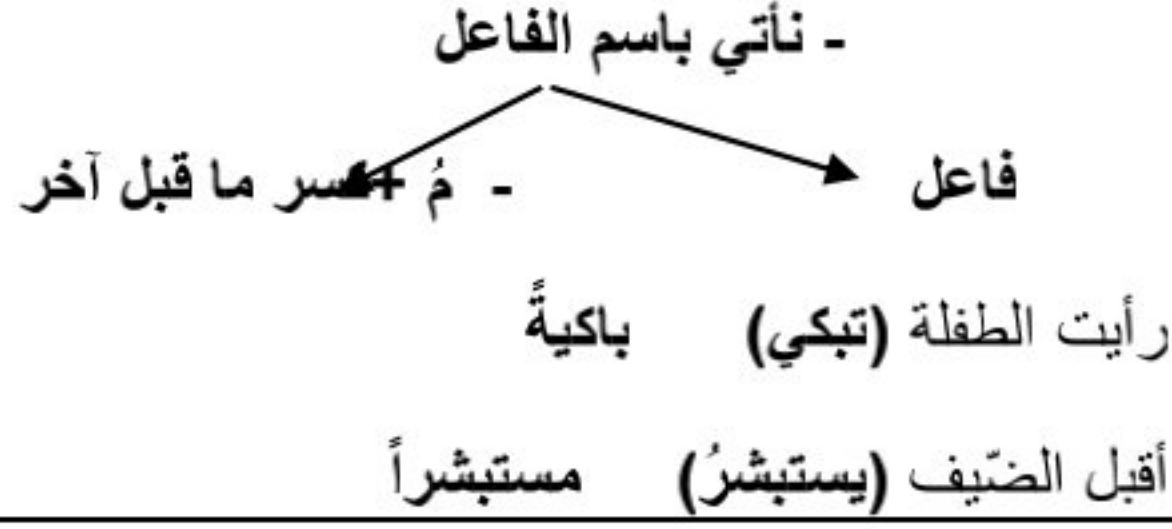 - نأتي باسم الفاعل
فاعل
- مُ + كسر ما قبل آخر
رأيت الطفلة (تبكي) باكيةً
أقبل الضّيف (يستبشرُ) مستبشراً